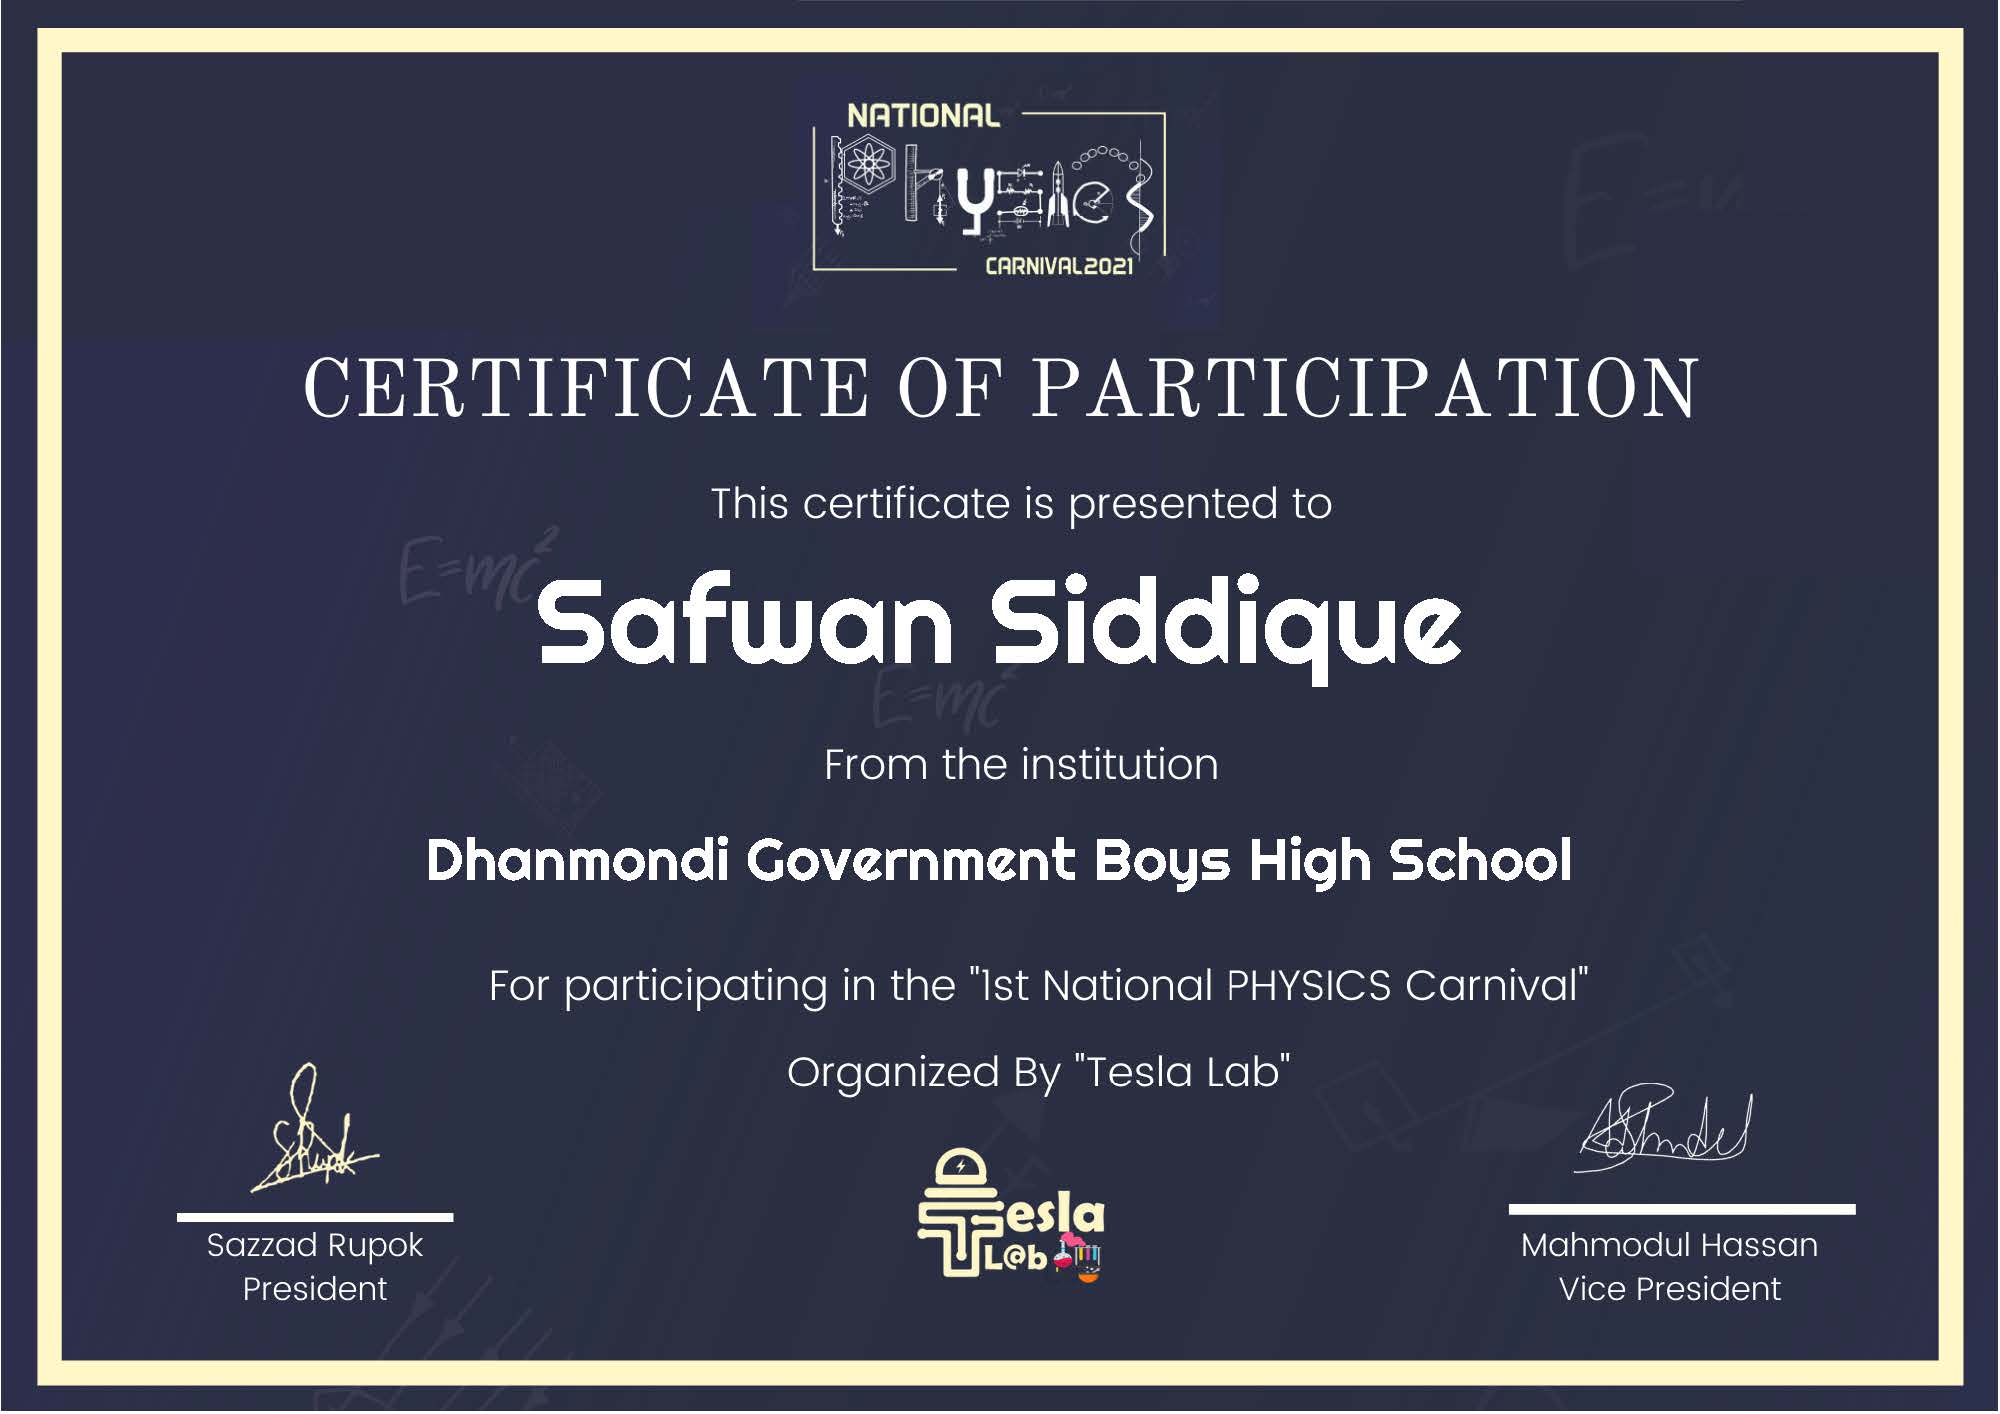 NATIONAL
Physics
CARNIVAL2021
CERTIFICATE OF PARTICIPATION
This certificate is presented to
E=mc²
Safwan Siddique
E=mc²
From the institution
Dhanmondi Government Boys High School
For participating in the "1st National PHYSICS Carnival"
Organized By "Tesla Lab"
Tesla
L@b
Sazzad Rupok
President
Mahmodul Hassan
Vice President